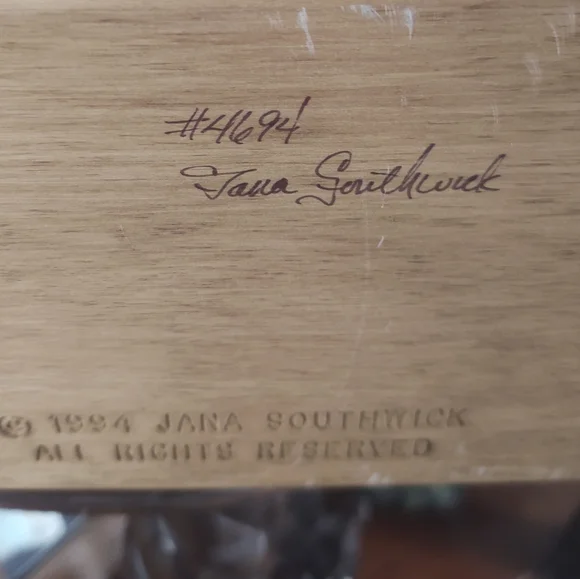 #4694
Jana Southwick
© 1994 JANA SOUTHWICK
ALL RIGHTS RESERVED